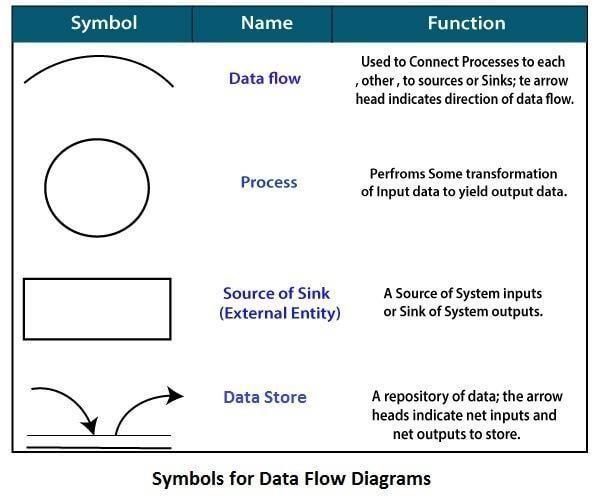 Symbol Name Function
Data flow
Used to Connect Processes to each
, other , to sources or Sinks; te arrow
head indicates direction of data flow.
Process
Perfroms Some transformation
of Input data to yield output data.
Source of Sink
(External Entity)
A Source of System inputs
or Sink of System outputs.
Data Store
A repository of data; the arrow
heads indicate net inputs and
net outputs to store.
Symbols for Data Flow Diagrams